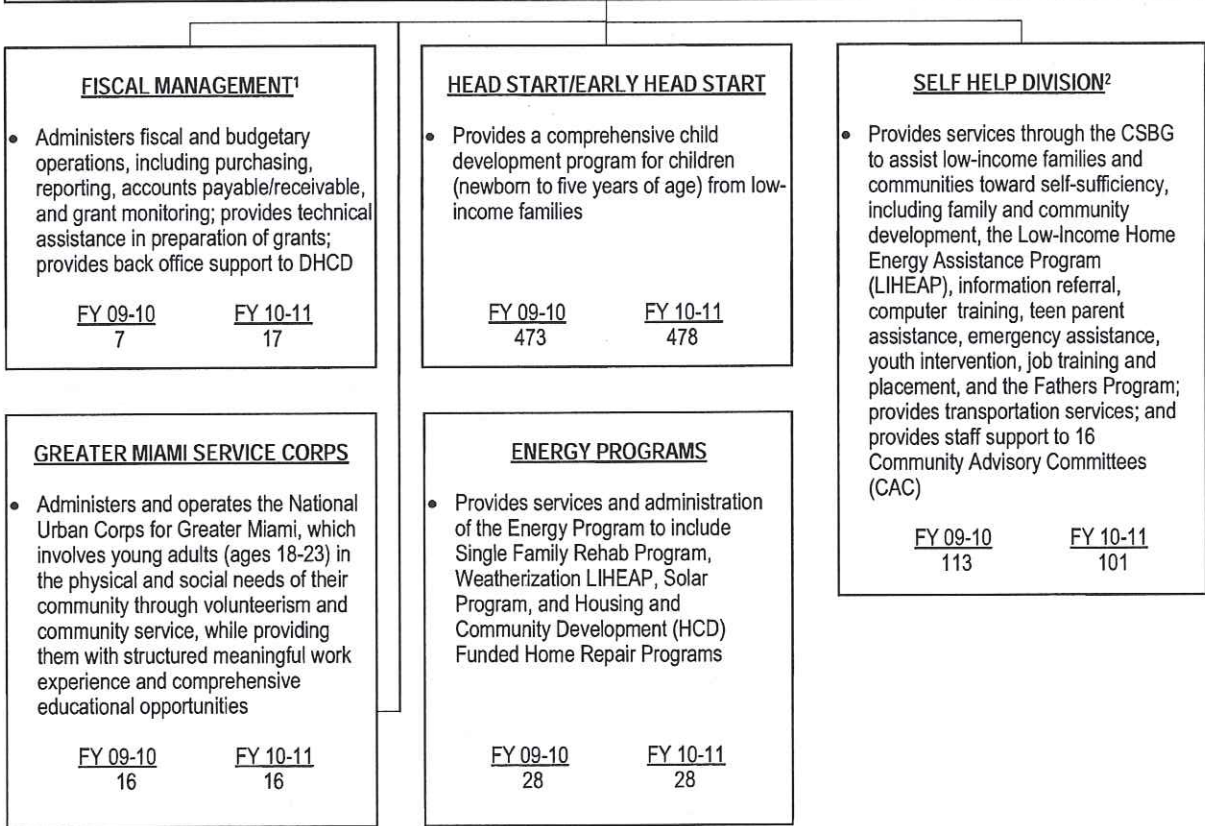 FISCAL MANAGEMENT¹
• Administers fiscal and budgetary
operations, including purchasing,
reporting, accounts payable/receivable,
and grant monitoring; provides technical
assistance in preparation of grants;
provides back office support to DHCD
FY 09-10 FY 10-11
7 17
HEAD START/EARLY HEAD START
• Provides a comprehensive child
development program for children
(newborn to five years of age) from low-
income families
FY 09-10 FY 10-11
473 478
SELF HELP DIVISION²
• Provides services through the CSBG
to assist low-income families and
communities toward self-sufficiency,
including family and community
development, the Low-Income Home
Energy Assistance Program
(LIHEAP), information referral,
computer training, teen parent
assistance, emergency assistance,
youth intervention, job training and
placement, and the Fathers Program;
provides transportation services; and
provides staff support to 16
Community Advisory Committees
(CAC)
FY 09-10 FY 10-11
113 101
GREATER MIAMI SERVICE CORPS
• Administers and operates the National
Urban Corps for Greater Miami, which
involves young adults (ages 18-23) in
the physical and social needs of their
community through volunteerism and
community service, while providing
them with structured meaningful work
experience and comprehensive
educational opportunities
FY 09-10 FY 10-11
16 16
ENERGY PROGRAMS
• Provides services and administration
of the Energy Program to include
Single Family Rehab Program,
Weatherization LIHEAP, Solar
Program, and Housing and
Community Development (HCD)
Funded Home Repair Programs
FY 09-10 FY 10-11
28 28